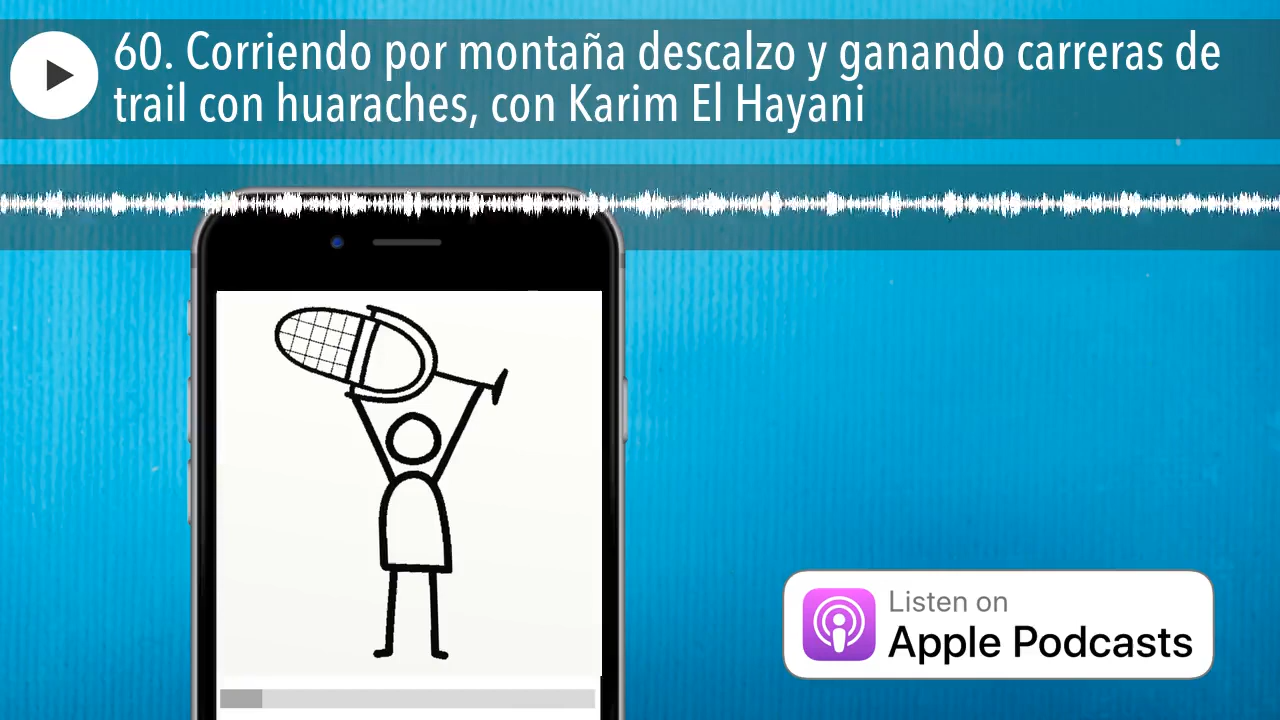 60. Corriendo por montaña descalzo y ganando carreras de
trail con huaraches, con Karim El Hayani
Listen on
Apple Podcasts